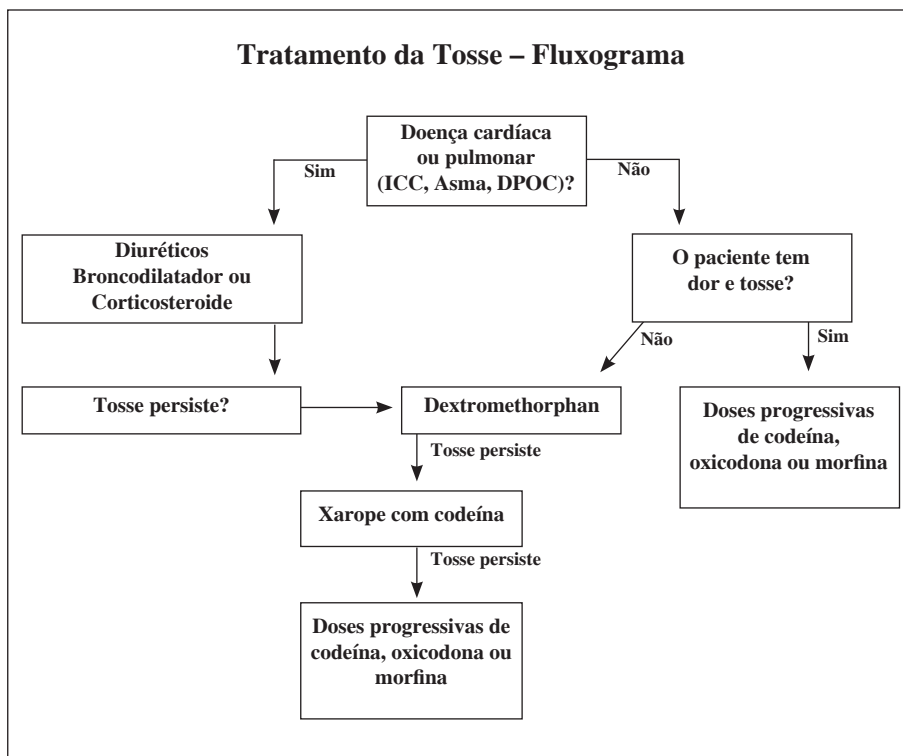 Tratamento da Tosse – Fluxograma
Doença cardíaca
ou pulmonar
(ICC, Asma, DPOC)?
Sim
Não
Diuréticos
Broncodilatador ou
Corticosteroide
O paciente tem
dor e tosse?
Não
Sim
Tosse persiste?
Dextromethorphan
Doses progressivas
de codeína,
oxicodona ou morfina
Tosse persiste
Xarope com codeína
Tosse persiste
Doses progressivas de
codeína, oxicodona ou
morfina